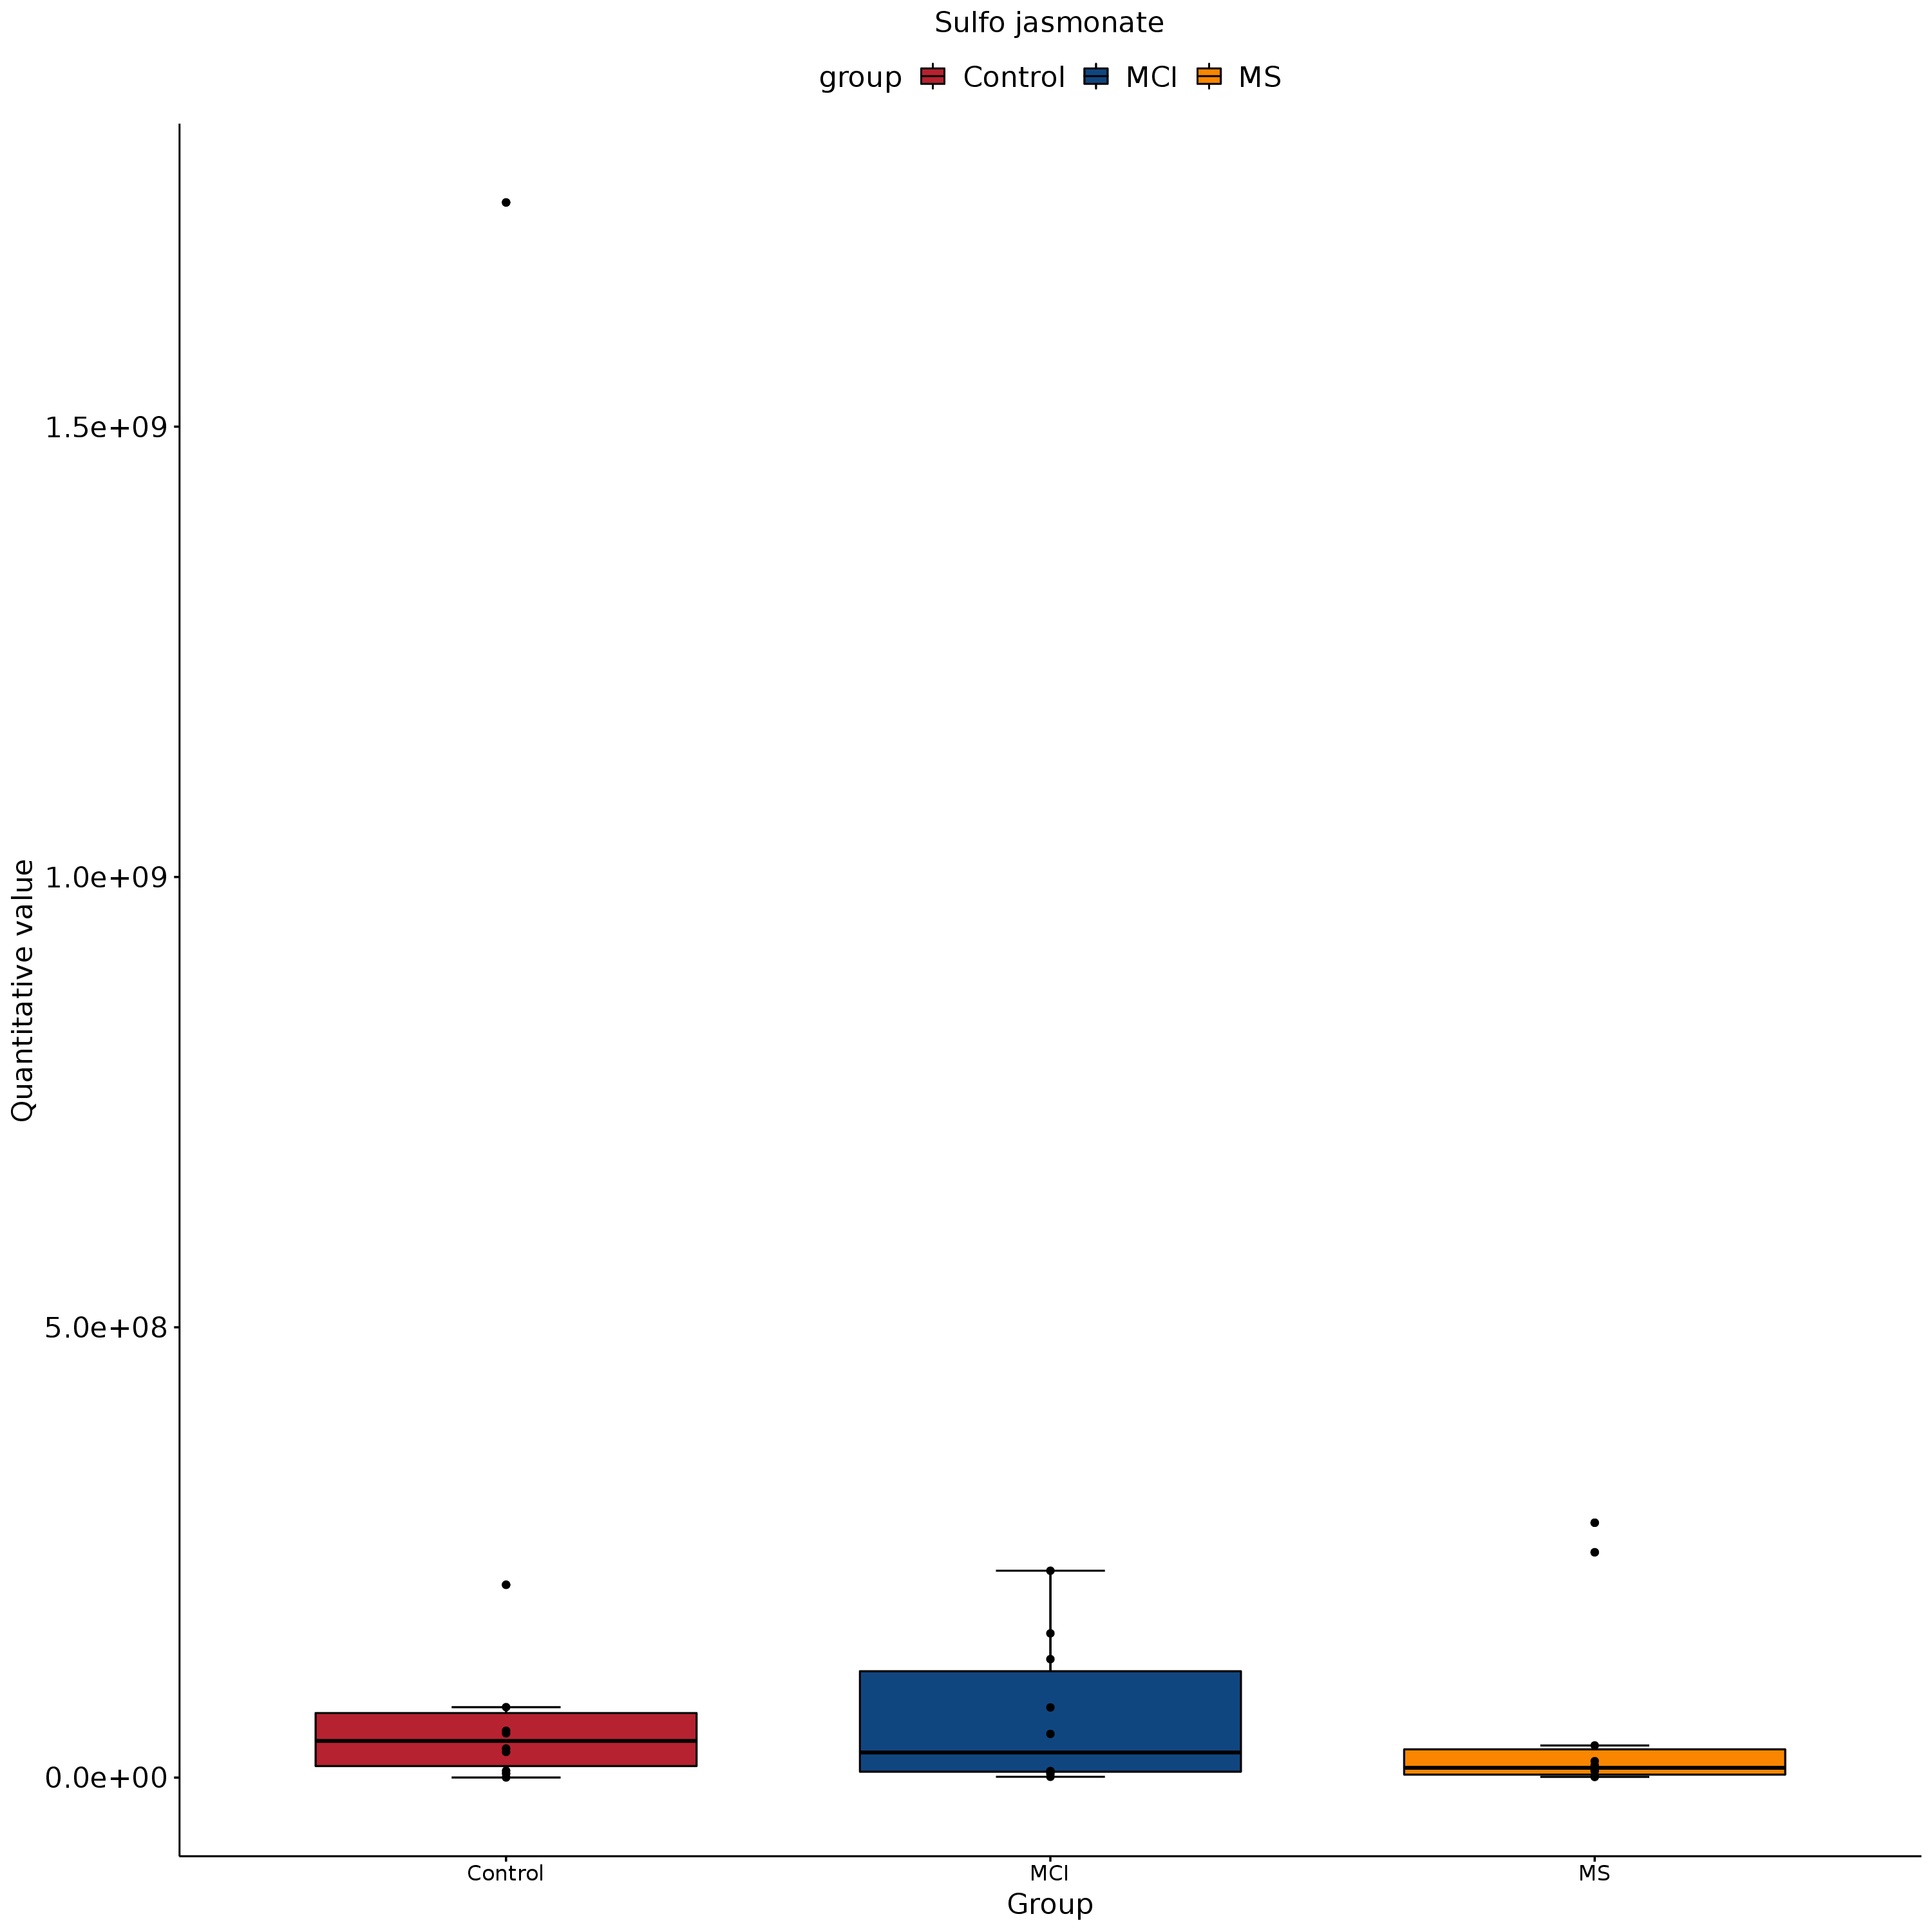 Sulfo jasmonate
group Control MCI MS
Quantitative value
1.5e+09
1.0e+09
5.0e+08
0.0e+00
Control MCI MS
Group